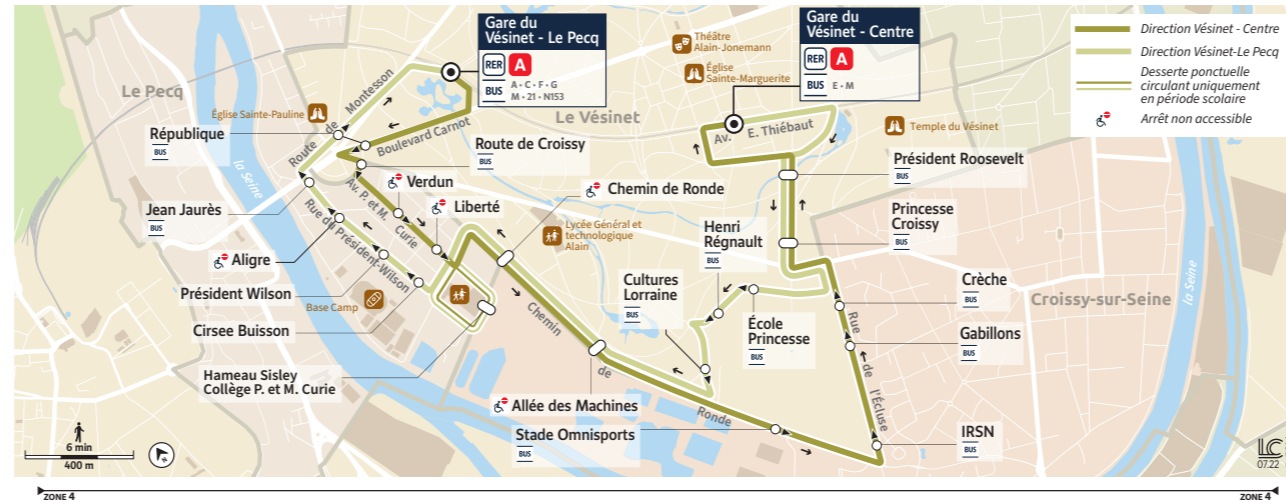 Gare du
Vésinet - Le Pecq
RER A
BUS A • C • F • G
M • 21 • N153
Gare du
Vésinet - Centre
RER A
BUS E • M
Direction Vésinet - Centre
Direction Vésinet-Le Pecq
Desserte ponctuelle
circulant uniquement
en période scolaire
Arrêt non accessible
Théâtre
Alain-Jonemann
Église
Sainte-Marguerite
Le Pecq
Route de Montesson
Église Sainte-Pauline
Le Vésinet
Av. E. Thiébaut
Temple du Vésinet
République
BUS
Boulevard Carnot
Route de Croissy
BUS
la Seine
Président Roosevelt
BUS
Av. P. et M. Curie
Verdun
Liberté
Chemin de Ronde
Jean Jaurès
BUS
Rue du Président-Wilson
Lycée Général et
technologique
Alain
Henri
Régnault
BUS
Princesse
Croissy
BUS
Aligre
Président Wilson
Base Camp
Cultures
Lorraine
BUS
Crèche
BUS
Croissy-sur-Seine
la Seine
Cirsee Buisson
École
Princesse
BUS
Gabillons
BUS
Hameau Sisley
Collège P. et M. Curie
Chemin de Ronde
Rue de l'Écluse
Allée des Machines
Stade Omnisports
BUS
IRSN
BUS
6 min
400 m
LC
07.22
ZONE 4
ZONE 4